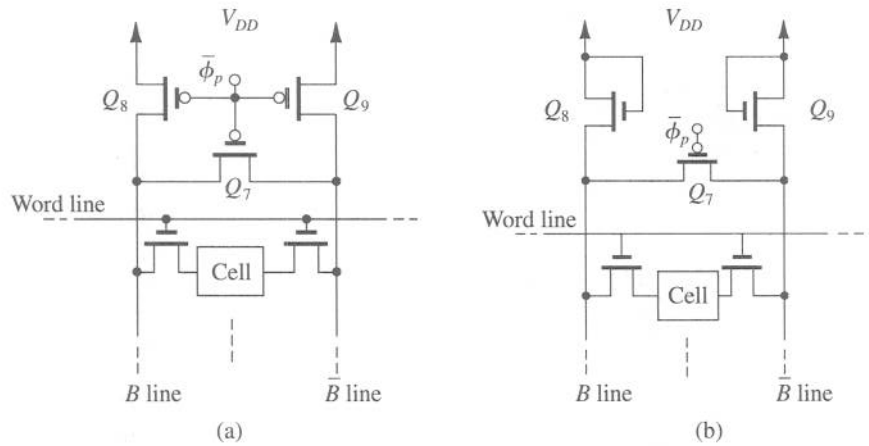 V_DD
φ̄_p
Q_8
Q_9
Q_7
Word line
Cell
B line
B̄ line
(a)
V_DD
Q_8
φ̄_p
Q_9
Q_7
Word line
Cell
B line
B̄ line
(b)